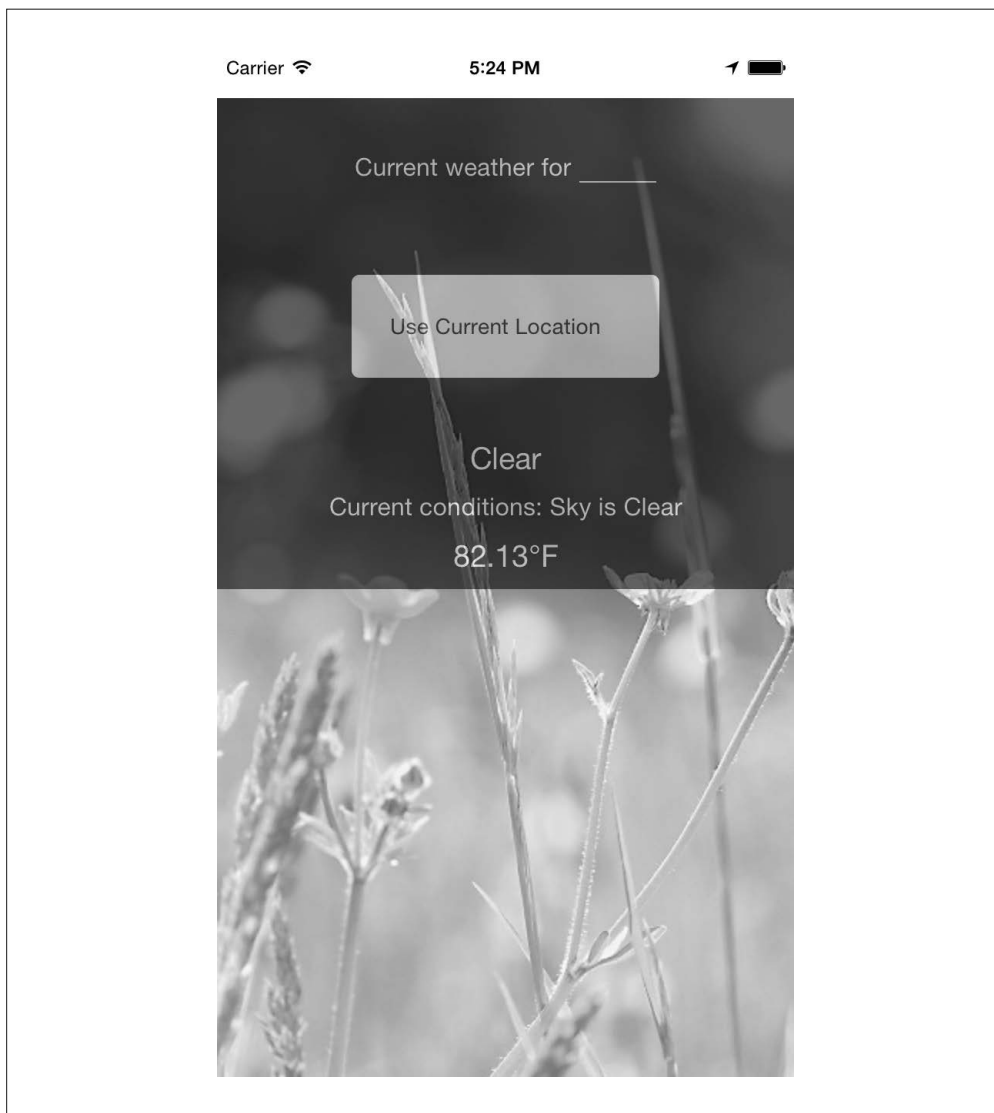 Carrier 5:24 PM
Current weather for ______
Use Current Location
Clear
Current conditions: Sky is Clear
82.13°F